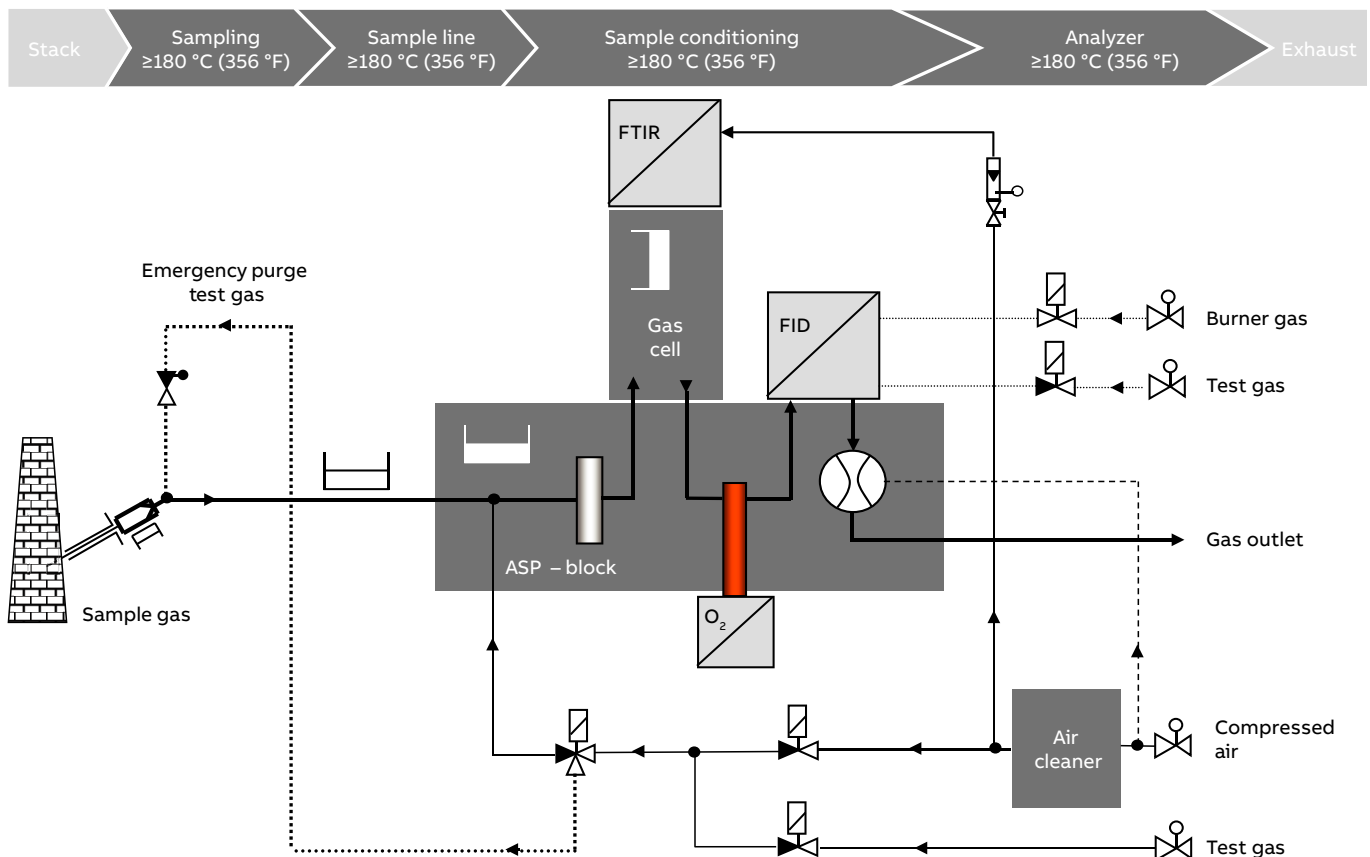 Stack
Sampling
≥180 °C (356 °F)
Sample line
≥180 °C (356 °F)
Sample conditioning
≥180 °C (356 °F)
Analyzer
≥180 °C (356 °F)
Exhaust
FTIR
Emergency purge
test gas
Gas
cell
FID
Burner gas
Test gas
Gas outlet
ASP – block
Sample gas
O₂
Air
cleaner
Compressed
air
Test gas